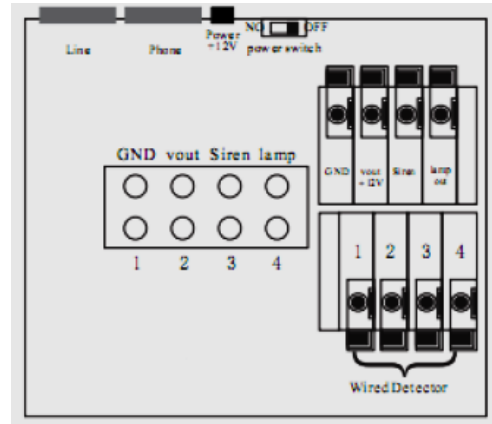 Line
Phone
Power
+12V
NO
OFF
power switch
GND vout Siren lamp
1 2 3 4
GND
vout
+12V
Siren
lamp
out
1 2 3 4
Wired Detector